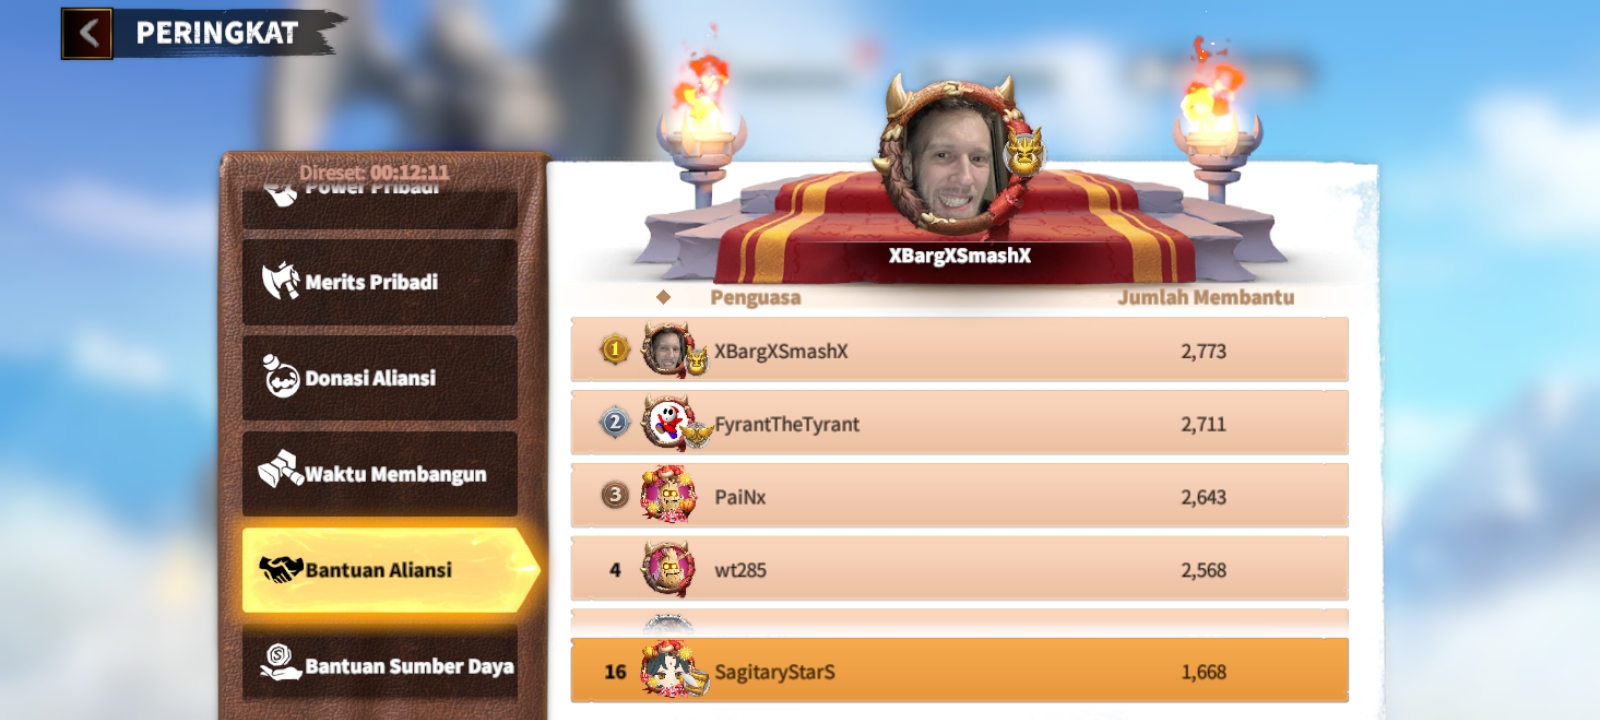 PERINGKAT
Direset: 00:12:11
Power Pribadi
Merits Pribadi
Donasi Aliansi
Waktu Membangun
Bantuan Aliansi
Bantuan Sumber Daya
XBargXSmashX
Penguasa Jumlah Membantu
1 XBargXSmashX 2,773
2 FyrantTheTyrant 2,711
3 PaiNx 2,643
4 wt285 2,568
16 SagitaryStarS 1,668